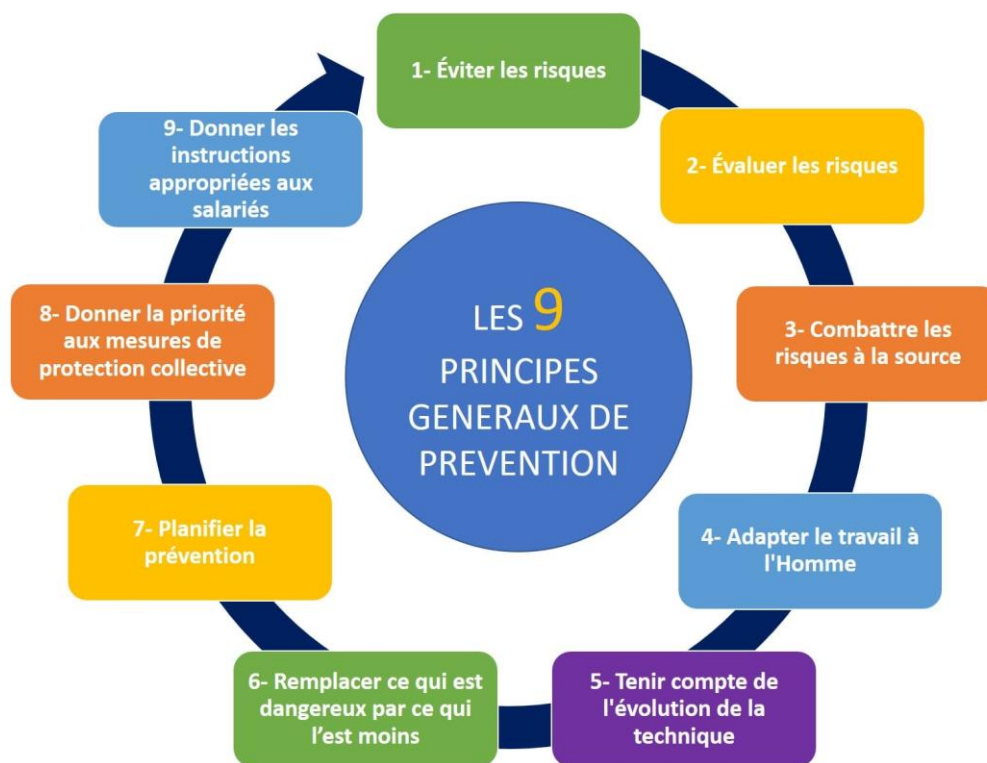 1- Éviter les risques
2- Évaluer les risques
3- Combattre les
risques à la source
4- Adapter le travail à
l'Homme
5- Tenir compte de
l'évolution de la
technique
6- Remplacer ce qui est
dangereux par ce qui
l’est moins
7- Planifier la
prévention
8- Donner la priorité
aux mesures de
protection collective
9- Donner les
instructions
appropriées aux
salariés
LES 9
PRINCIPES
GENERAUX DE
PREVENTION